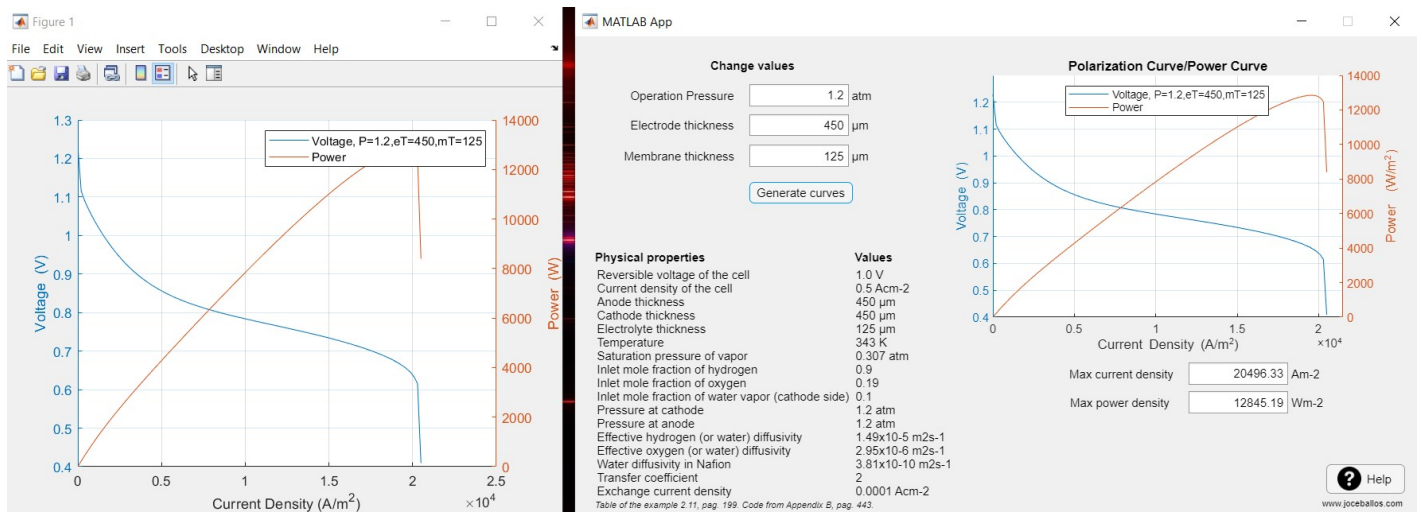 Figure 1
File Edit View Insert Tools Desktop Window Help
1.3
1.2
1.1
1
0.9
0.8
0.7
0.6
0.5
0.4
Voltage (V)
14000
12000
10000
8000
6000
4000
2000
0
Power (W)
Voltage, P=1.2,eT=450,mT=125
Power
0 0.5 1 1.5 2 2.5
×10⁴
Current Density (A/m²)
MATLAB App
Change values
Operation Pressure 1.2 atm
Electrode thickness 450 µm
Membrane thickness 125 µm
Generate curves
Physical properties Values
Reversible voltage of the cell 1.0 V
Current density of the cell 0.5 Acm-2
Anode thickness 450 µm
Cathode thickness 450 µm
Electrolyte thickness 125 µm
Temperature 343 K
Saturation pressure of vapor 0.307 atm
Inlet mole fraction of hydrogen 0.9
Inlet mole fraction of oxygen 0.19
Inlet mole fraction of water vapor (cathode side) 0.1
Pressure at cathode 1.2 atm
Pressure at anode 1.2 atm
Effective hydrogen (or water) diffusivity 1.49x10-5 m2s-1
Effective oxygen (or water) diffusivity 2.95x10-6 m2s-1
Water diffusivity in Nafion 3.81x10-10 m2s-1
Transfer coefficient 2
Exchange current density 0.0001 Acm-2
Table of the example 2.11, pag. 199. Code from Appendix B, pag. 443.
Polarization Curve/Power Curve
1.2
1.1
1
0.9
0.8
0.7
0.6
0.5
0.4
Voltage (V)
14000
12000
10000
8000
6000
4000
2000
0
Power (W/m²)
Voltage, P=1.2,eT=450,mT=125
Power
0 0.5 1 1.5 2
×10⁴
Current Density (A/m²)
Max current density 20496.33 Am-2
Max power density 12845.19 Wm-2
? Help
www.joceballos.com